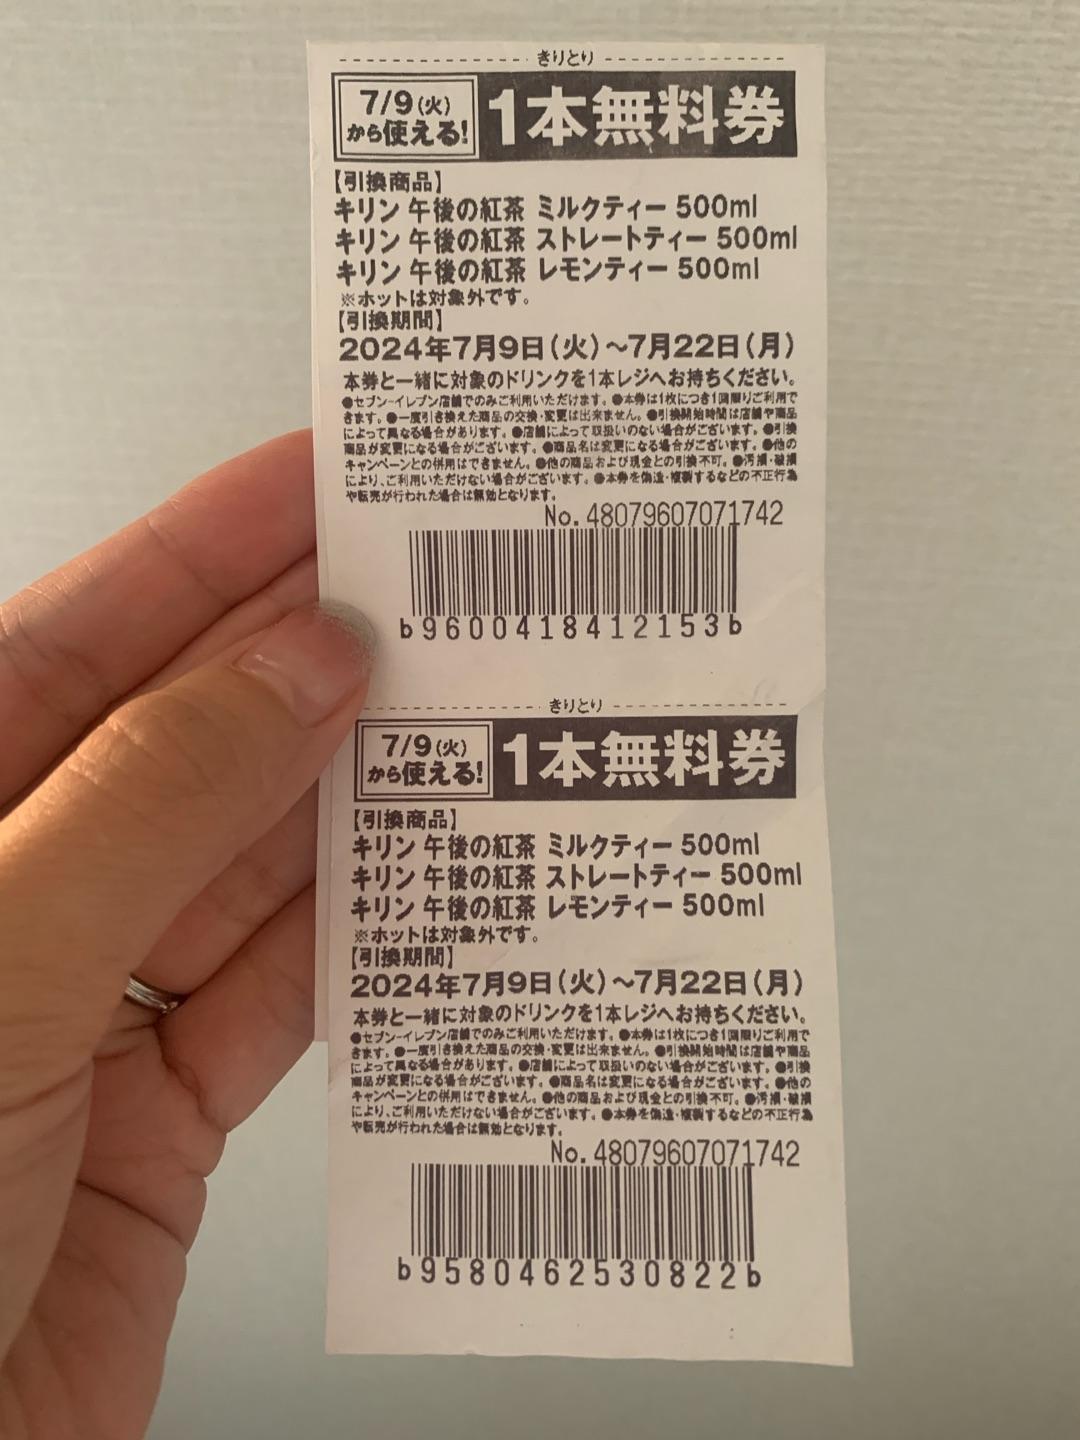 きりとり
7/9(火)
から使える!
1本無料券
【引換商品】
キリン 午後の紅茶 ミルクティー 500ml
キリン 午後の紅茶 ストレートティー 500ml
キリン 午後の紅茶 レモンティー 500ml
※ホットは対象外です。
【引換期間】
2024年7月9日(火)~7月22日(月)
本券と一緒に対象のドリンクを1本レジへお持ちください。
●セブン-イレブン店舗でのみご利用いただけます。●本券は1枚につき1回限りご利用で
きます。●一度引き換えた商品の交換・変更は出来ません。●引換開始時間は店舗や商品
によって異なる場合があります。●店舗によって取扱いのない場合がございます。●引換
商品が変更になる場合がございます。●商品名は変更になる場合がございます。●他の
キャンペーンとの併用はできません。●他の商品および現金との引換不可。●汚損・破損
により、ご利用いただけない場合がございます。●本券を偽造・複製するなどの不正行為
や転売が行われた場合は無効となります。
No.48079607071742
b9600418412153b
きりとり
7/9(火)
から使える!
1本無料券
【引換商品】
キリン 午後の紅茶 ミルクティー 500ml
キリン 午後の紅茶 ストレートティー 500ml
キリン 午後の紅茶 レモンティー 500ml
※ホットは対象外です。
【引換期間】
2024年7月9日(火)~7月22日(月)
本券と一緒に対象のドリンクを1本レジへお持ちください。
●セブン-イレブン店舗でのみご利用いただけます。●本券は1枚につき1回限りご利用で
きます。●一度引き換えた商品の交換・変更は出来ません。●引換開始時間は店舗や商品
によって異なる場合があります。●店舗によって取扱いのない場合がございます。●引換
商品が変更になる場合がございます。●商品名は変更になる場合がございます。●他の
キャンペーンとの併用はできません。●他の商品および現金との引換不可。●汚損・破損
により、ご利用いただけない場合がございます。●本券を偽造・複製するなどの不正行為
や転売が行われた場合は無効となります。
No.48079607071742
b9580462530822b